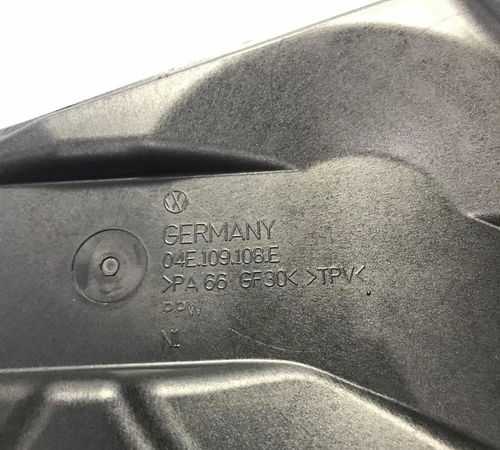 GERMANY
04E.109.108.E
>PA 66 GF30< >TPV<
PPW
N1